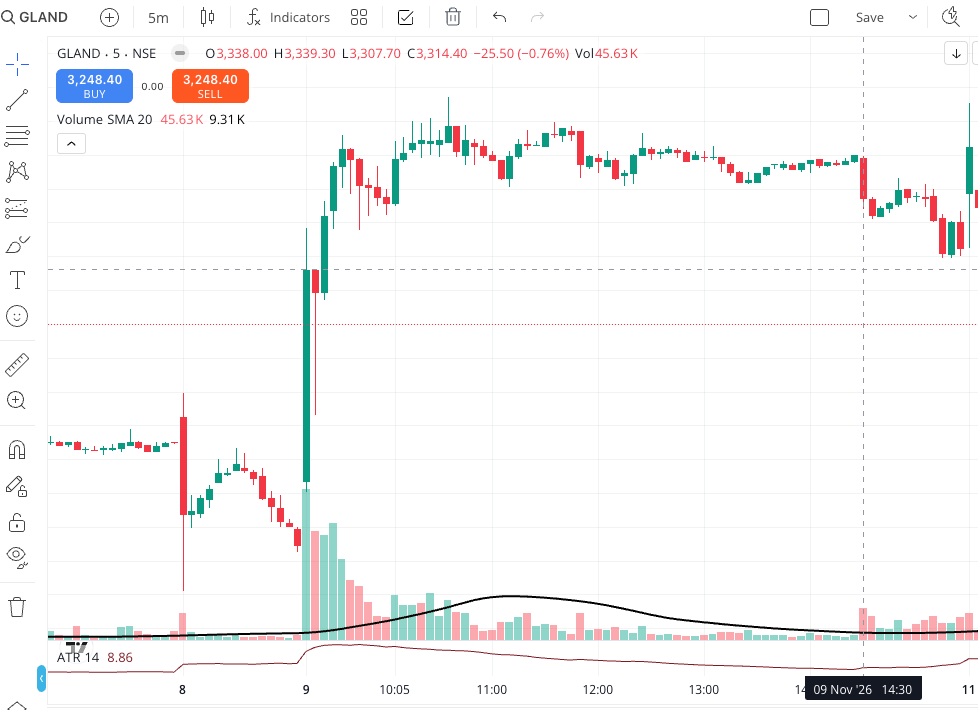 GLAND
5m
Indicators
Save
GLAND · 5 · NSE
O3,338.00 H3,339.30 L3,307.70 C3,314.40 −25.50 (−0.76%) Vol45.63K
3,248.40
BUY
0.00
3,248.40
SELL
Volume SMA 20 45.63K 9.31K
ATR 14 8.86
8 9 10:05 11:00 12:00 13:00 14 09 Nov '26 14:30 11